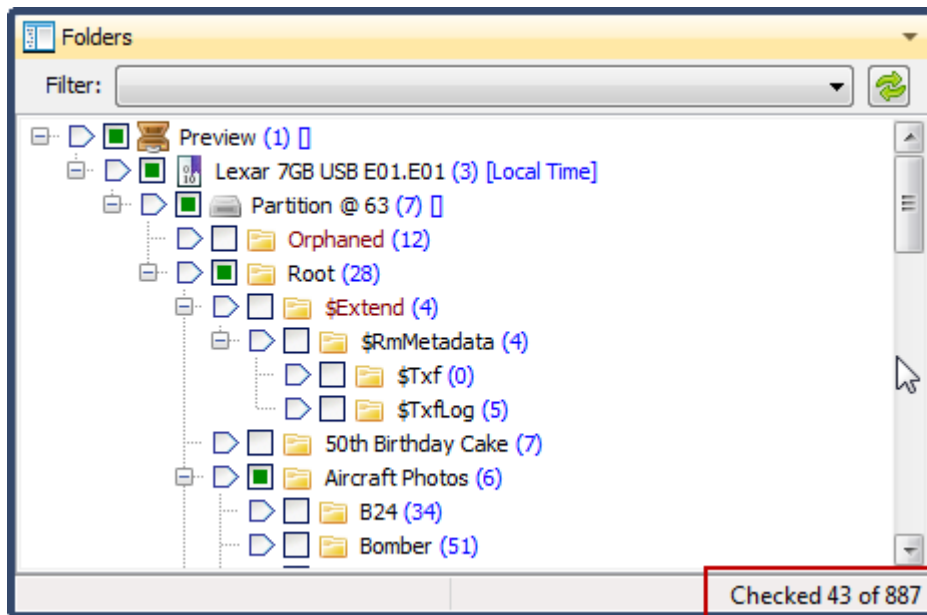 Folders
Filter:
Preview (1) []
Lexar 7GB USB E01.E01 (3) [Local Time]
Partition @ 63 (7) []
Orphaned (12)
Root (28)
$Extend (4)
$RmMetadata (4)
$Txf (0)
$TxfLog (5)
50th Birthday Cake (7)
Aircraft Photos (6)
B24 (34)
Bomber (51)
Checked 43 of 887